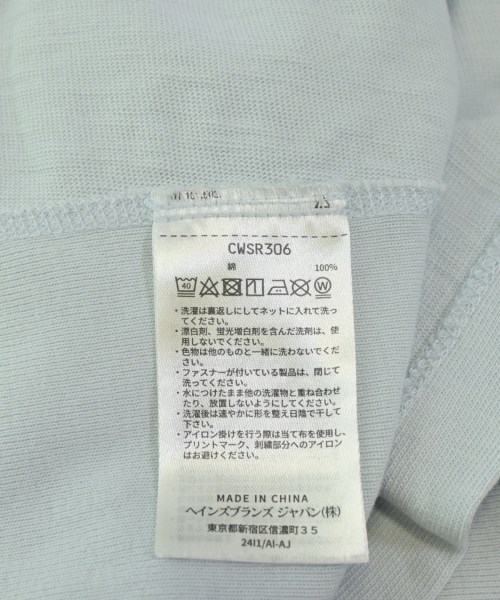 CWSR306
綿 100%
40
・洗濯は裏返しにしてネットに入れて洗っ
てください。
・漂白剤、蛍光増白剤を含んだ洗剤は、使
用しないでください。
・色物は他のものと一緒に洗わないでくだ
さい。
・ファスナーが付いている製品は、閉じて
洗ってください。
・水につけたまま他の洗濯物と重ね合わせ
たり、放置しないようにしてください。
・洗濯後は速やかに形を整え日陰で干して
下さい。
・アイロン掛けを行う際は当て布を使用し、
プリントマーク、刺繍部分へのアイロン
はお避けください。
MADE IN CHINA
ヘインズブランズ ジャパン(株)
東京都新宿区信濃町35
24I1/AI-AJ